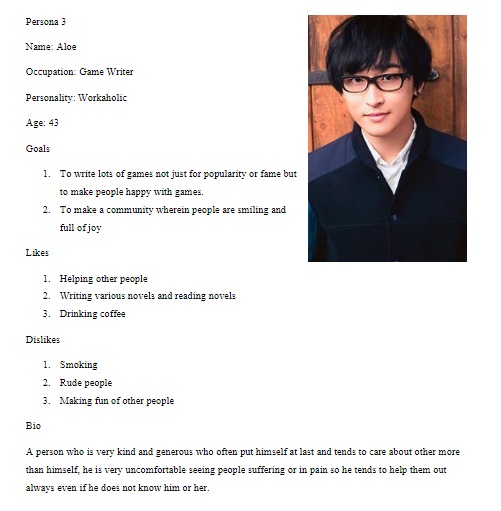 Persona 3
Name: Aloe
Occupation: Game Writer
Personality: Workaholic
Age: 43
Goals
1. To write lots of games not just for popularity or fame but
to make people happy with games.
2. To make a community wherein people are smiling and
full of joy
Likes
1. Helping other people
2. Writing various novels and reading novels
3. Drinking coffee
Dislikes
1. Smoking
2. Rude people
3. Making fun of other people
Bio
A person who is very kind and generous who often put himself at last and tends to care about other more
than himself, he is very uncomfortable seeing people suffering or in pain so he tends to help them out
always even if he does not know him or her.